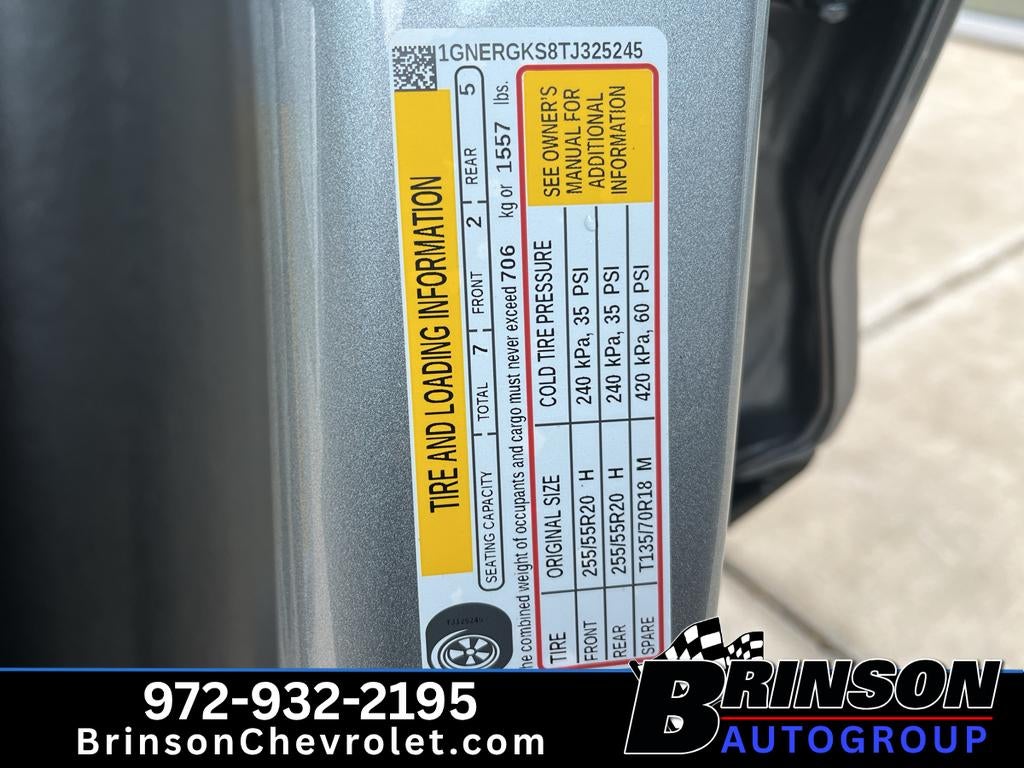 1GNERGKS8TJ325245
TIRE AND LOADING INFORMATION
SEATING CAPACITY TOTAL 7 FRONT 2 REAR 5
he combined weight of occupants and cargo must never exceed 706 kg or 1557 lbs.
TIRE ORIGINAL SIZE COLD TIRE PRESSURE
FRONT 255/55R20 H 240 kPa, 35 PSI
REAR 255/55R20 H 240 kPa, 35 PSI
SPARE T135/70R18 M 420 kPa, 60 PSI
SEE OWNER'S
MANUAL FOR
ADDITIONAL
INFORMATION
TJ325245
972-932-2195
BrinsonChevrolet.com
BRINSON
AUTOGROUP